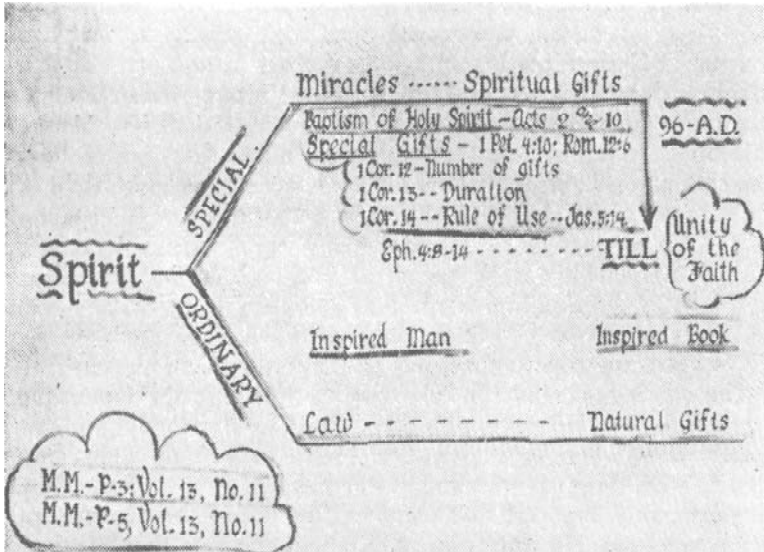 Miracles ----- Spiritual Gifts
Baptism of Holy Spirit - Acts 2 & 10
96-A.D.
Special Gifts - 1 Pet. 4:10; Rom. 12:6
1 Cor. 12 - Number of gifts
1 Cor. 13 -- Duration
1 Cor. 14 -- Rule of Use -- Jas. 5:14
Eph. 4:8-14 - - - - - - - - - TILL
Unity
of the
Faith
SPECIAL
Spirit
ORDINARY
Inspired Man
Inspired Book
Law - - - - - - - - Natural Gifts
M.M. - P-3; Vol. 13, No. 11
M.M. - P-5, Vol. 13, No. 11